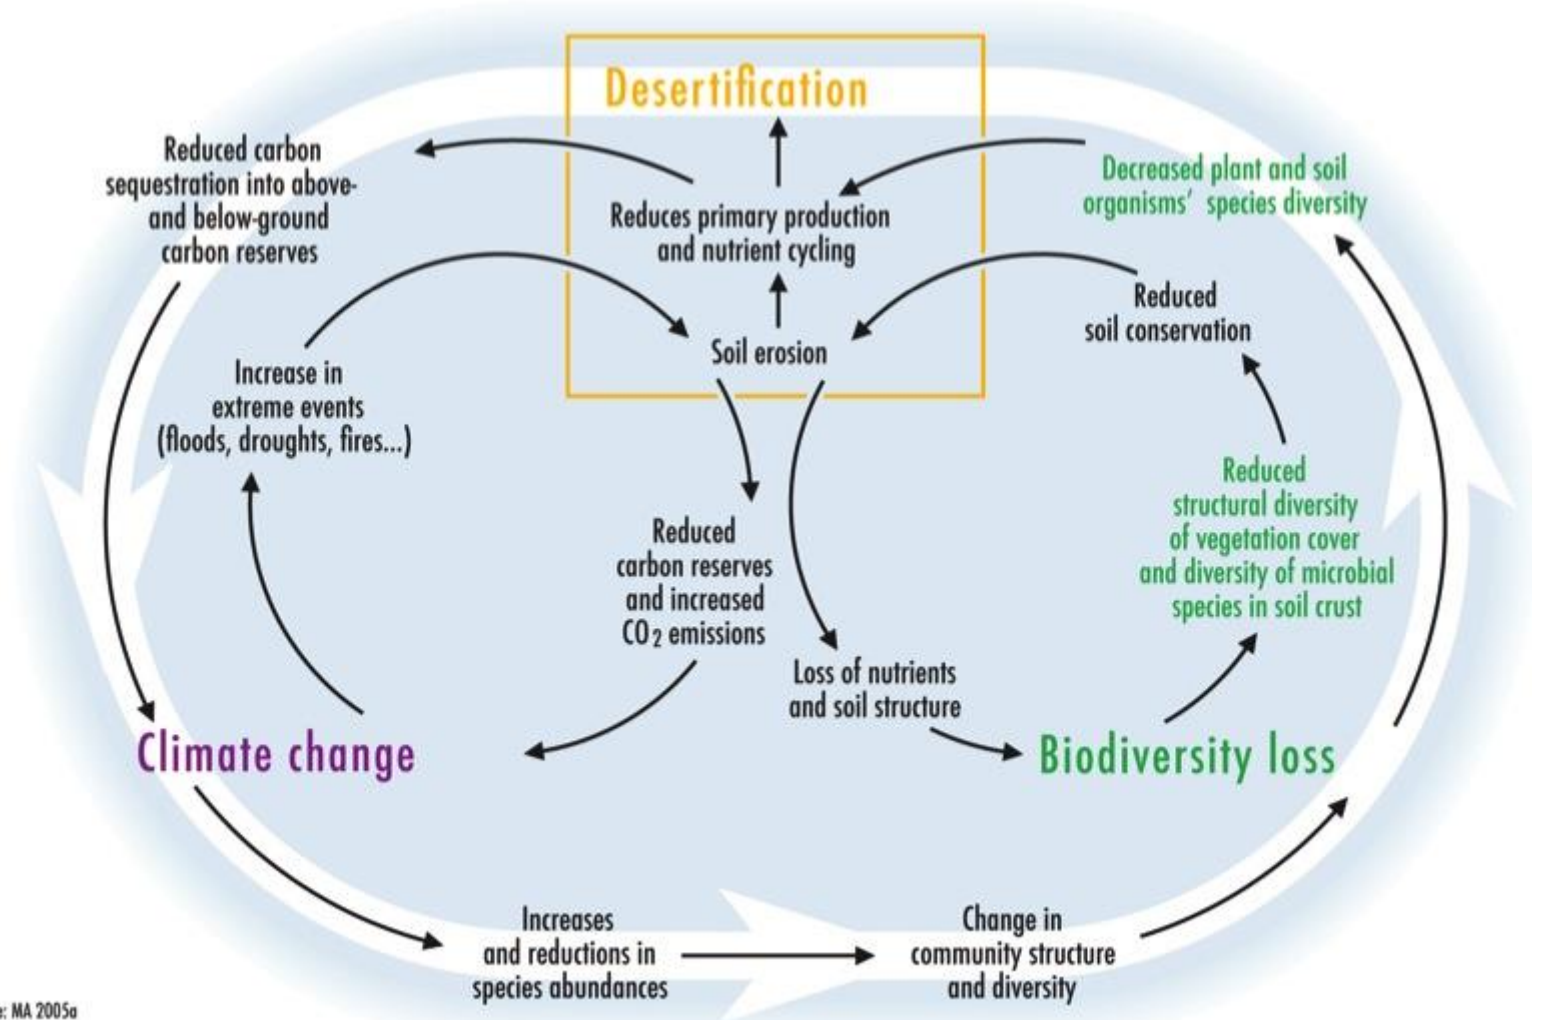 Desertification
Reduced carbon
sequestration into above-
and below-ground
carbon reserves
Reduces primary production
and nutrient cycling
Decreased plant and soil
organisms' species diversity
Increase in
extreme events
(floods, droughts, fires...)
Soil erosion
Reduced
soil conservation
Reduced
carbon reserves
and increased
CO2 emissions
Reduced
structural diversity
of vegetation cover
and diversity of microbial
species in soil crust
Loss of nutrients
and soil structure
Climate change
Biodiversity loss
Increases
and reductions in
species abundances
Change in
community structure
and diversity
: MA 2005a